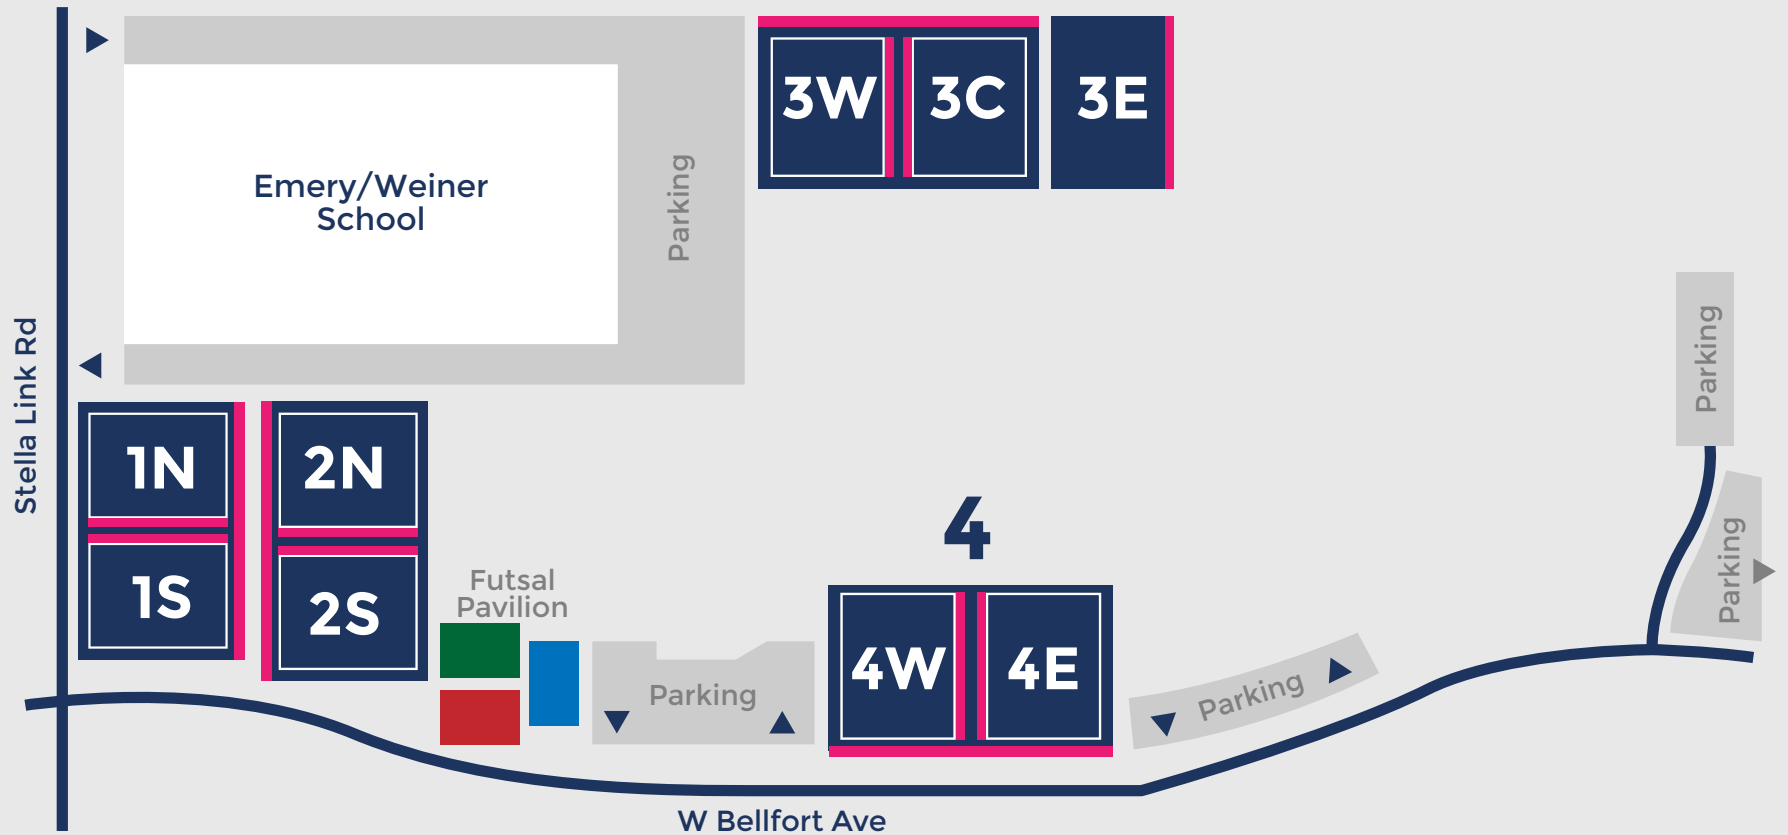 3W
3C
3E
Emery/Weiner
School
Parking
Stella Link Rd
Parking
1N
2N
1S
2S
4
Parking
Futsal
Pavilion
4W
4E
Parking
Parking
W Bellfort Ave